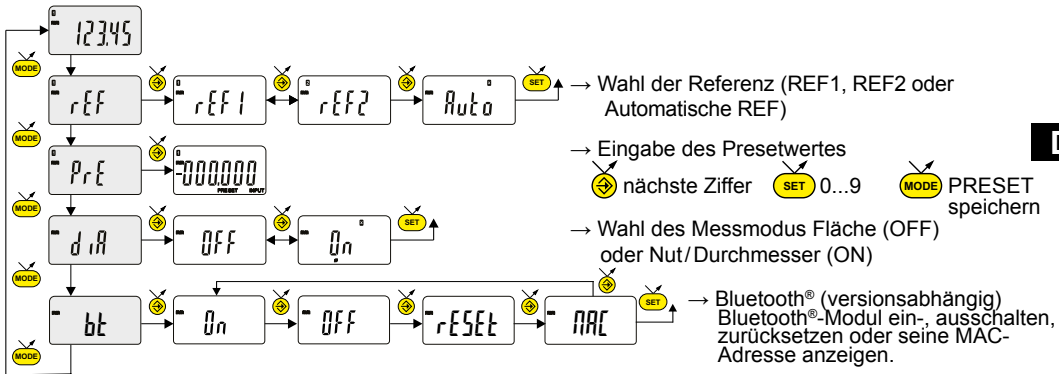 123.45
MODE
rEF rEF1 rEF2 Auto SET → Wahl der Referenz (REF1, REF2 oder
Automatische REF)
MODE
PrE -000.000 → Eingabe des Presetwertes
PRESET INPUT
nächste Ziffer SET 0...9 MODE PRESET
speichern
MODE
diA OFF On SET → Wahl des Messmodus Fläche (OFF)
oder Nut/Durchmesser (ON)
MODE
bt On OFF rESEt MAC SET → Bluetooth® (versionsabhängig)
Bluetooth®-Modul ein-, ausschalten,
zurücksetzen oder seine MAC-
Adresse anzeigen.
MODE